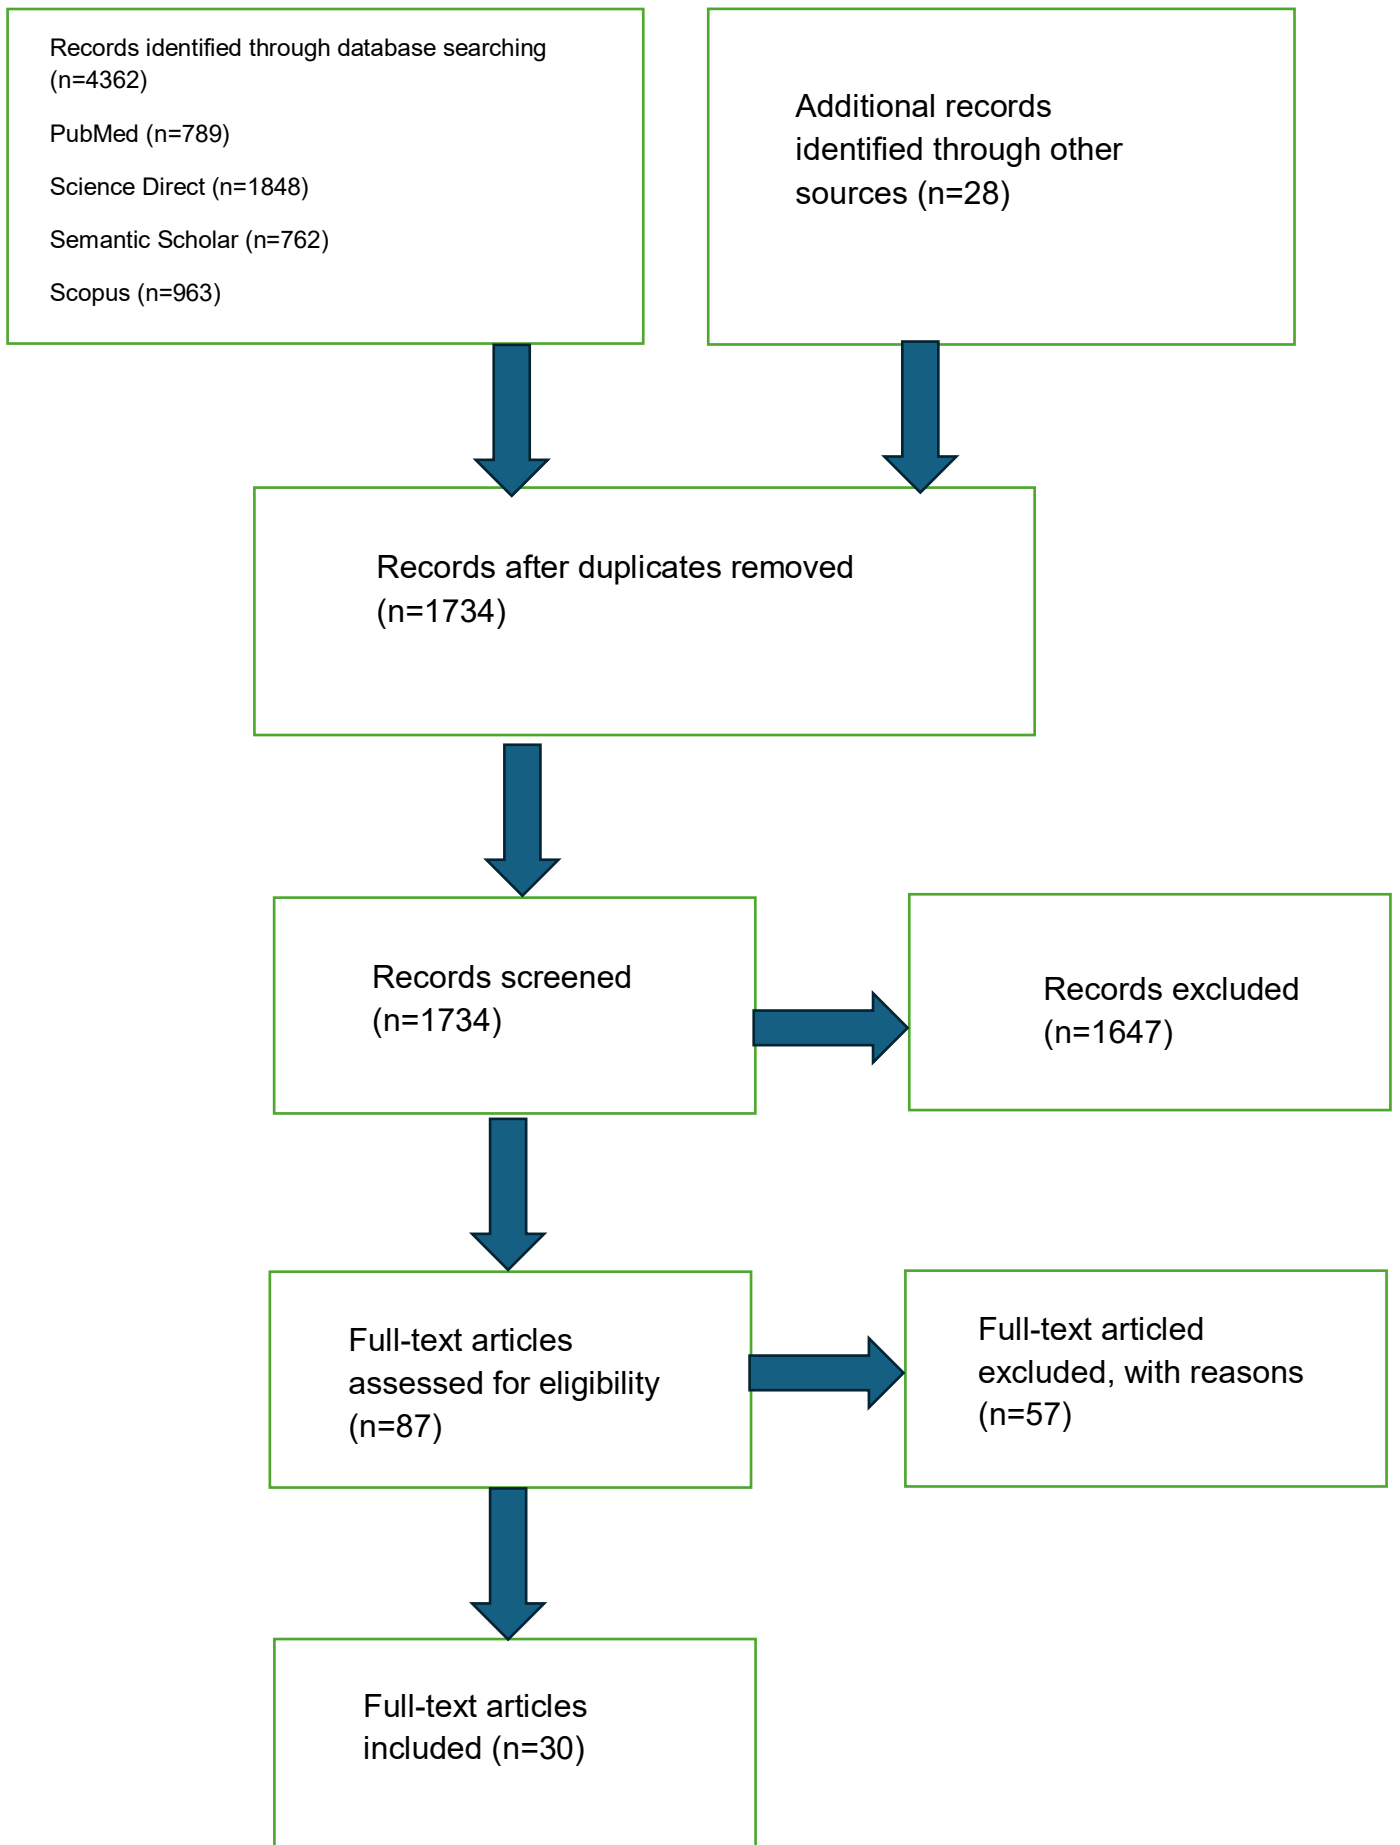 Records identified through database searching
(n=4362)
PubMed (n=789)
Science Direct (n=1848)
Semantic Scholar (n=762)
Scopus (n=963)
Additional records
identified through other
sources (n=28)
Records after duplicates removed
(n=1734)
Records screened
(n=1734)
Records excluded
(n=1647)
Full-text articles
assessed for eligibility
(n=87)
Full-text articled
excluded, with reasons
(n=57)
Full-text articles
included (n=30)